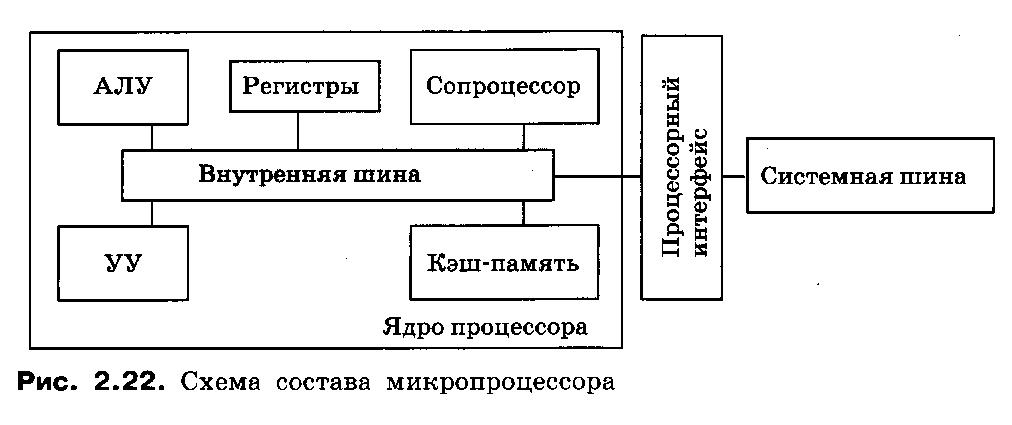 АЛУ
Регистры
Сопроцессор
Внутренняя шина
УУ
Кэш-память
Ядро процессора
Процессорный
интерфейс
Системная шина
Рис. 2.22. Схема состава микропроцессора